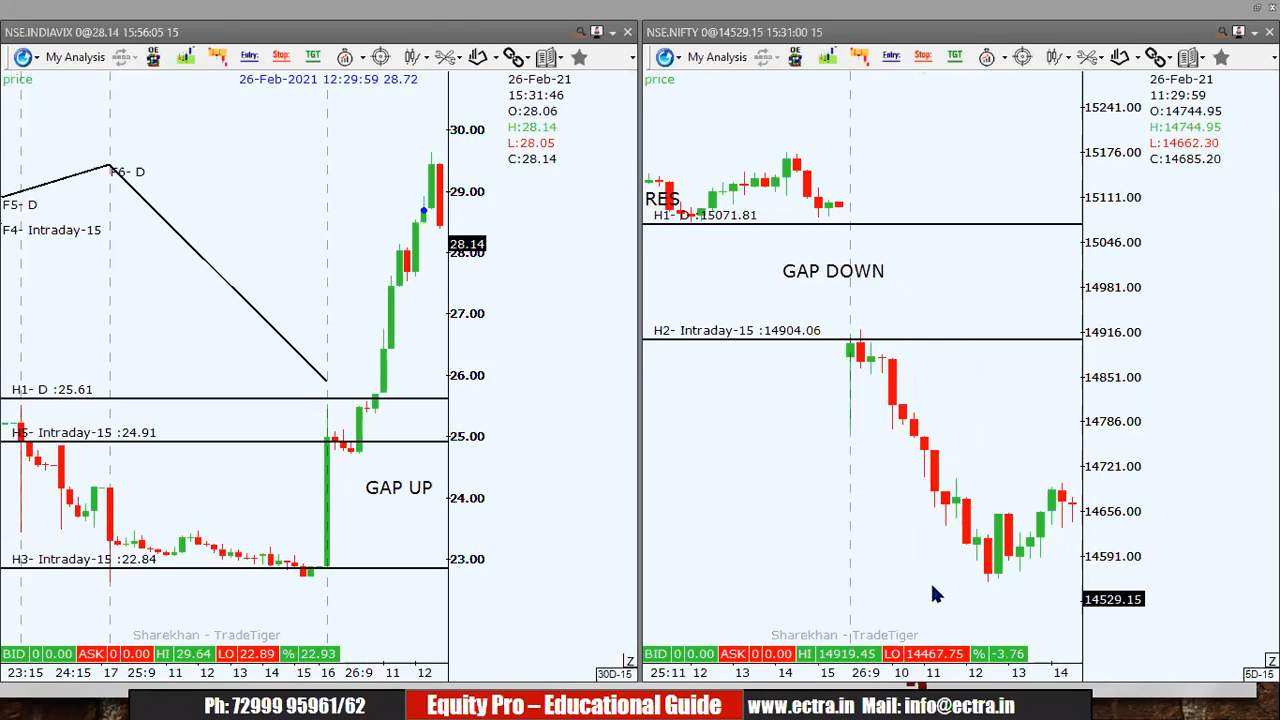 NSE.INDIAVIX 0@28.14 15:56:05 15
My Analysis
OE
Entry:
Stop:
TGT
price
26-Feb-2021 12:29:59 28.72
26-Feb-21
15:31:46
O:28.06
H:28.14
L:28.05
C:28.14
F6- D
F5- D
F4- Intraday-15
H1- D :25.61
H5- Intraday-15 :24.91
GAP UP
H3- Intraday-15 :22.84
30.00
29.00
28.14
28.00
27.00
26.00
25.00
24.00
23.00
Sharekhan - TradeTiger
BID 0 0.00 ASK 0 0.00 HI 29.64 LO 22.89 % 22.93
23:15 24:15 25:9 11 12 13 14 15 16 26:9 11 12
30D-15
Z
NSE.NIFTY 0@14529.15 15:31:00 15
My Analysis
OE
Entry:
Stop:
TGT
price
26-Feb-21
11:29:59
O:14744.95
H:14744.95
L:14662.30
C:14685.20
RES
H1- D :15071.81
GAP DOWN
H2- Intraday-15 :14904.06
15241.00
15176.00
15111.00
15046.00
14981.00
14916.00
14851.00
14786.00
14721.00
14656.00
14591.00
14529.15
Sharekhan - TradeTiger
BID 0 0.00 ASK 0 0.00 HI 14919.45 LO 14467.75 % -3.76
25:11 12 13 14 15 26:9 10 11 12 13 14
5D-15
Z
Ph: 72999 95961/62
Equity Pro – Educational Guide
www.ectra.in Mail: info@ectra.in